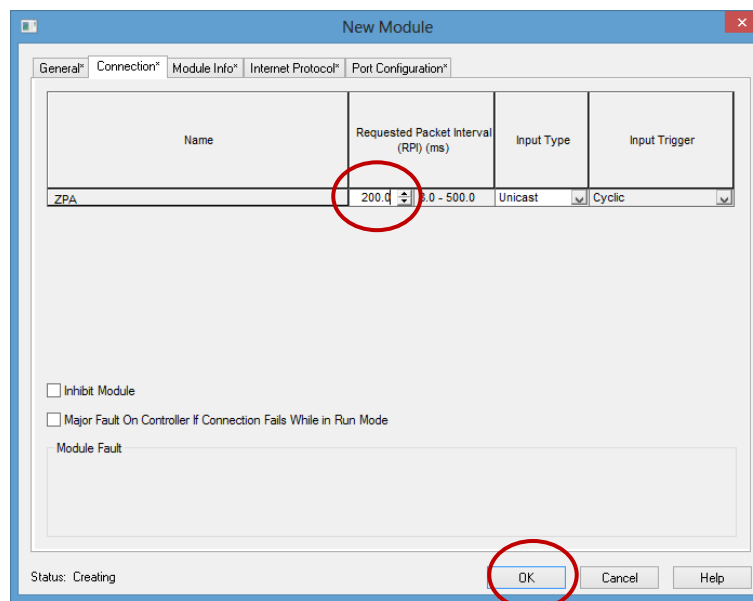 New Module
General* Connection* Module Info* Internet Protocol* Port Configuration*
Name
Requested Packet Interval
(RPI) (ms)
Input Type
Input Trigger
ZPA 200.0 3.0 - 500.0 Unicast Cyclic
Inhibit Module
Major Fault On Controller If Connection Fails While in Run Mode
Module Fault
Status: Creating
OK Cancel Help